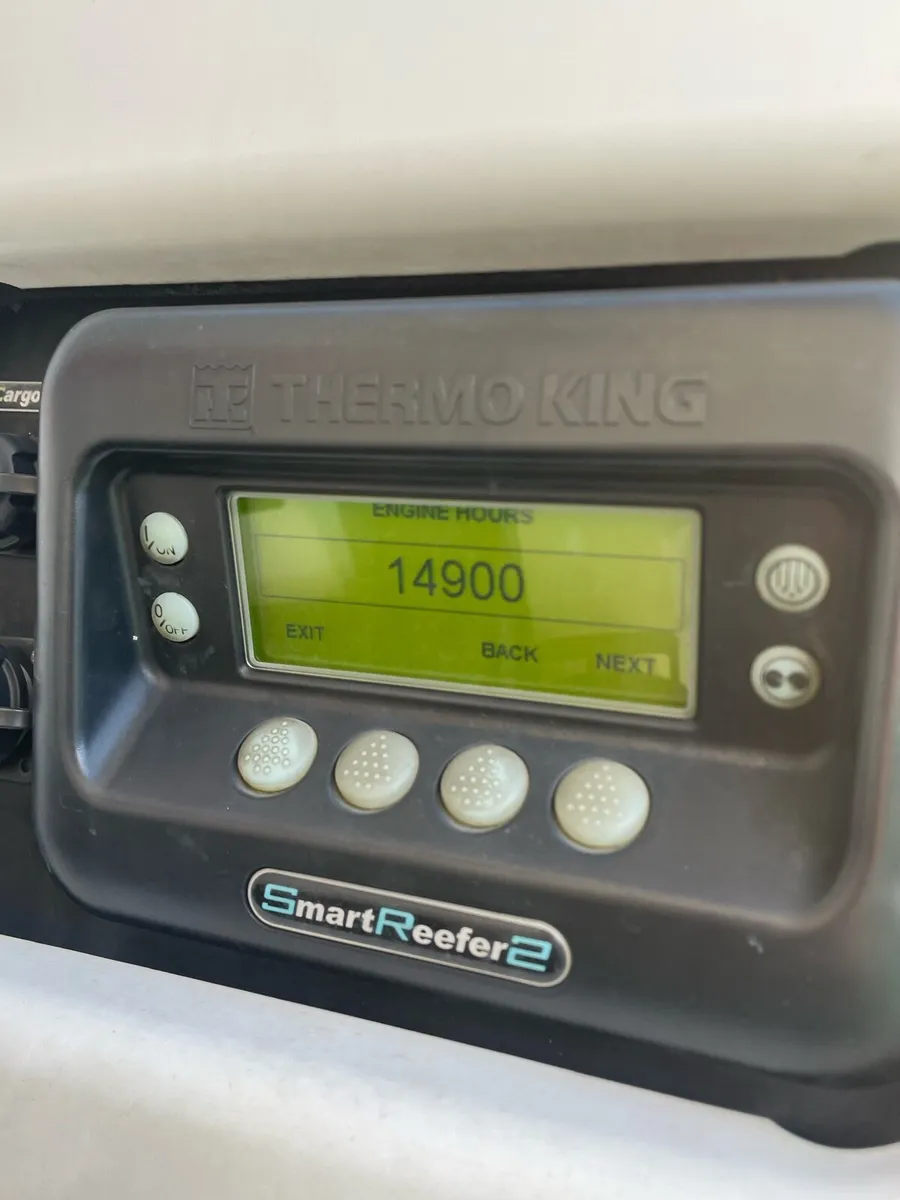 Cargo
THERMO KING
I/ON
O/OFF
ENGINE HOURS
14900
EXIT
BACK
NEXT
SmartReefer2